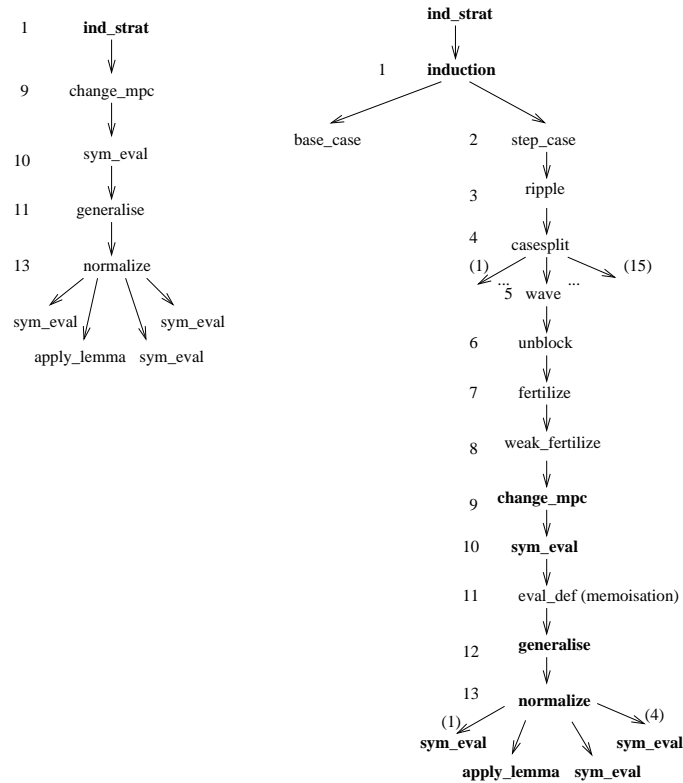 1 ind_strat
9 change_mpc
10 sym_eval
11 generalise
13 normalize
sym_eval sym_eval
apply_lemma sym_eval
ind_strat
1 induction
base_case 2 step_case
3 ripple
4 casesplit
(1) (15)
... 5 wave ...
6 unblock
7 fertilize
8 weak_fertilize
9 change_mpc
10 sym_eval
11 eval_def (memoisation)
12 generalise
13 normalize
(1) (4)
sym_eval sym_eval
apply_lemma sym_eval